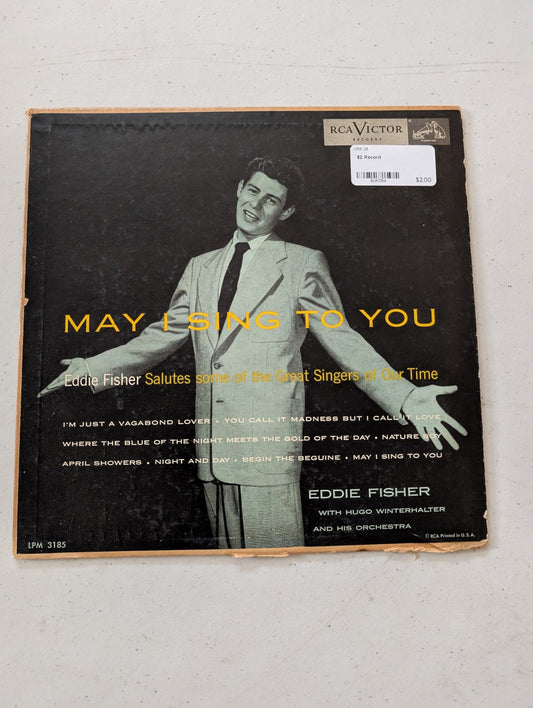 RCA VICTOR
RECORDS
$2 Record
$2.00
MAY I SING TO YOU
Eddie Fisher Salutes some of the Great Singers of Our Time
I'M JUST A VAGABOND LOVER • YOU CALL IT MADNESS BUT I CALL IT LOVE
WHERE THE BLUE OF THE NIGHT MEETS THE GOLD OF THE DAY • NATURE BOY
APRIL SHOWERS • NIGHT AND DAY • BEGIN THE BEGUINE • MAY I SING TO YOU
EDDIE FISHER
WITH HUGO WINTERHALTER
AND HIS ORCHESTRA
LPM 3185
© RCA Printed in U.S.A.